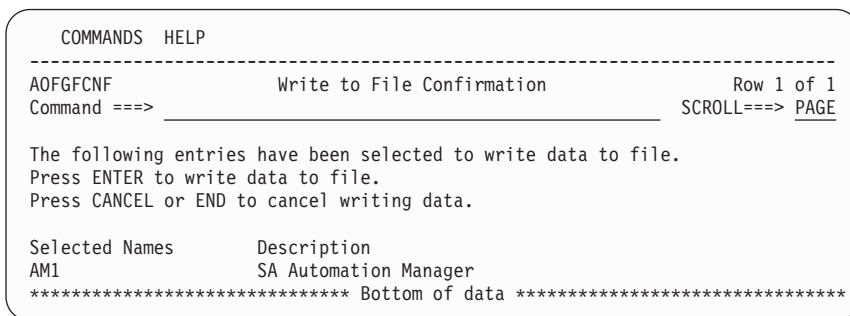 COMMANDS HELP
--------------------------------------------------------------------------------
AOFGFCNF Write to File Confirmation Row 1 of 1
Command ===> SCROLL===> PAGE
The following entries have been selected to write data to file.
Press ENTER to write data to file.
Press CANCEL or END to cancel writing data.
Selected Names Description
AM1 SA Automation Manager
******************************* Bottom of data ********************************